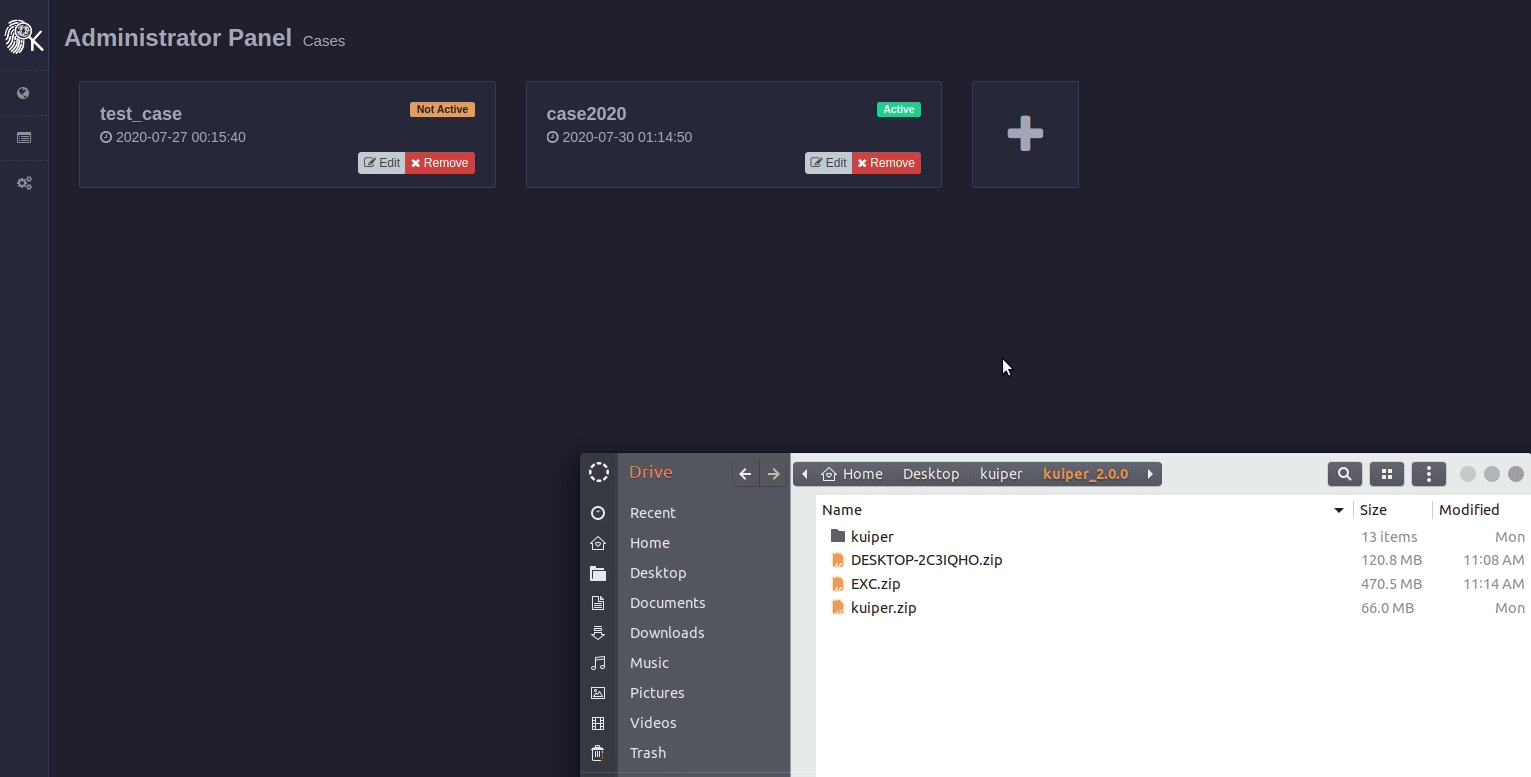 Administrator Panel Cases
test_case Not Active
2020-07-27 00:15:40
Edit Remove
case2020 Active
2020-07-30 01:14:50
Edit Remove
Drive
Recent
Home
Desktop
Documents
Downloads
Music
Pictures
Videos
Trash
Home Desktop kuiper kuiper_2.0.0
Name Size Modified
kuiper 13 items Mon
DESKTOP-2C3IQHO.zip 120.8 MB 11:08 AM
EXC.zip 470.5 MB 11:14 AM
kuiper.zip 66.0 MB Mon